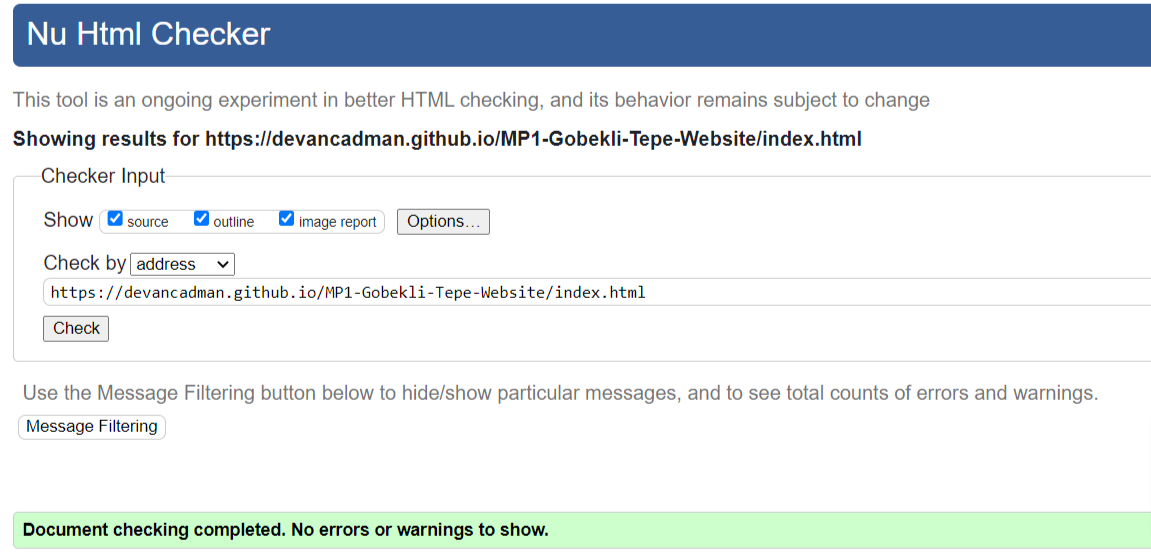 Nu Html Checker
This tool is an ongoing experiment in better HTML checking, and its behavior remains subject to change
Showing results for https://devancadman.github.io/MP1-Gobekli-Tepe-Website/index.html
Checker Input
Show source outline image report Options...
Check by address
https://devancadman.github.io/MP1-Gobekli-Tepe-Website/index.html
Check
Use the Message Filtering button below to hide/show particular messages, and to see total counts of errors and warnings.
Message Filtering
Document checking completed. No errors or warnings to show.